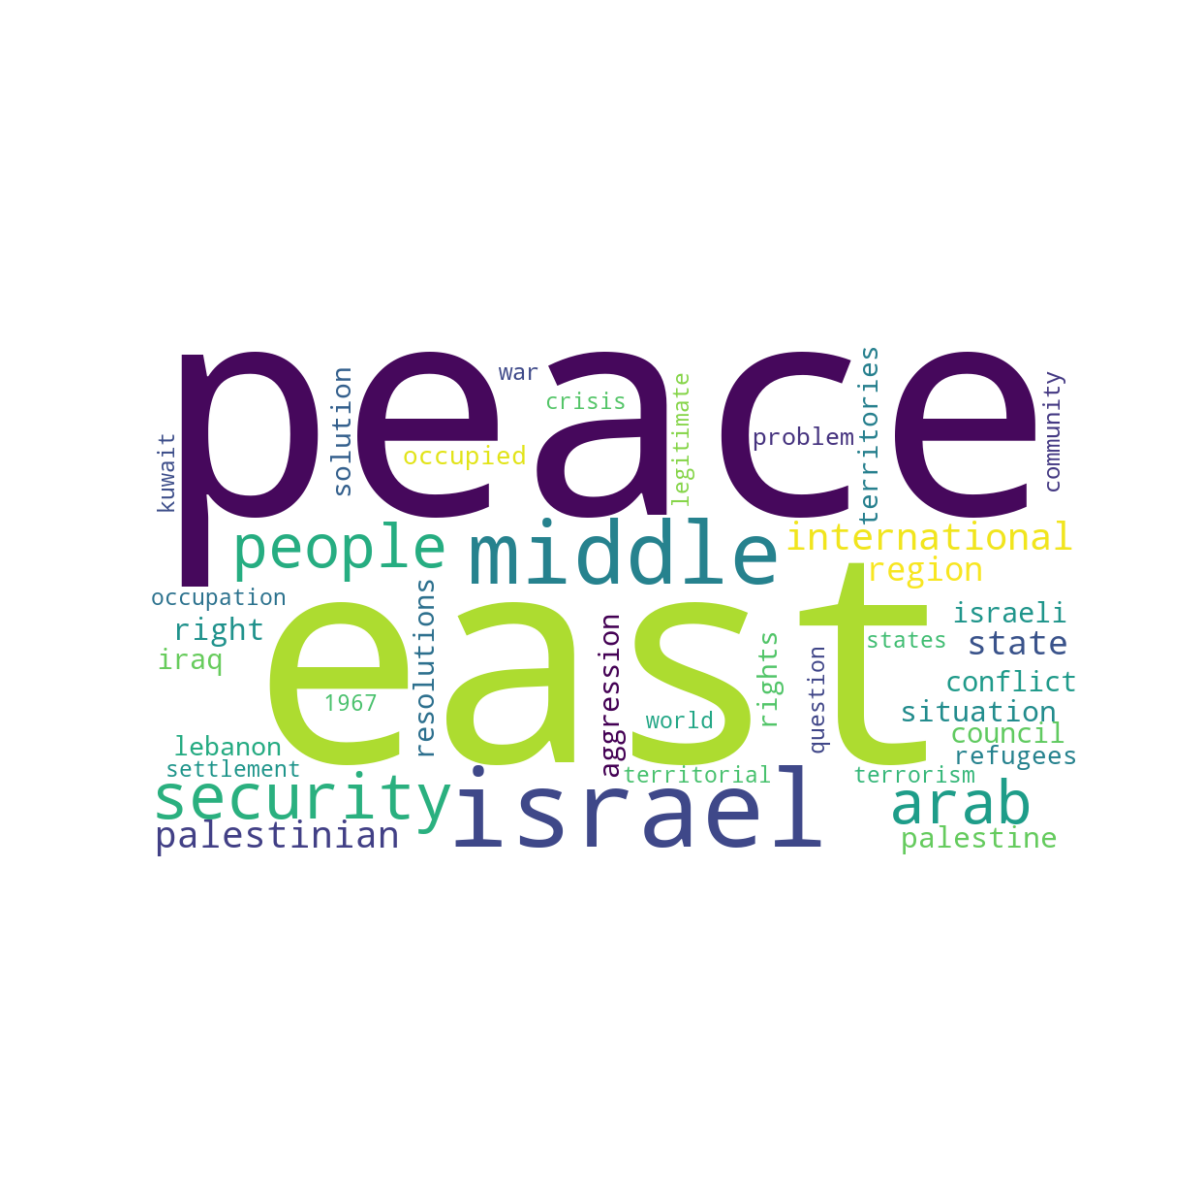 peace
war
crisis
solution
kuwait
occupied
legitimate
problem
territories
community
people
middle
international
region
east
occupation
right
iraq
1967
resolutions
aggression
world
rights
question
states
israeli
state
conflict
situation
council
refugees
lebanon
settlement
security
palestinian
israel
territorial
terrorism
arab
palestine